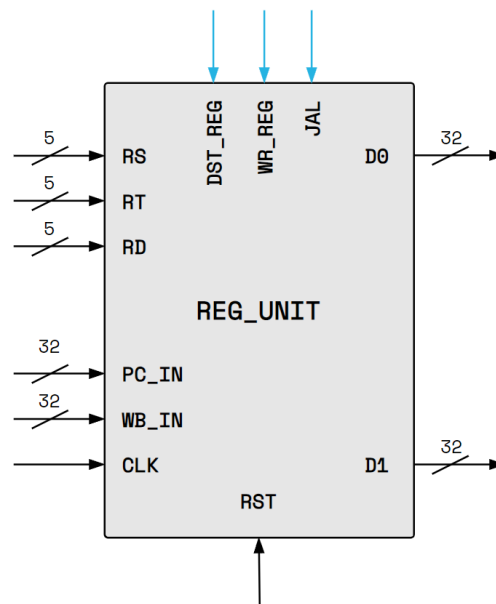 DST_REG
WR_REG
JAL
5
RS
D0
32
5
RT
5
RD
REG_UNIT
32
PC_IN
32
WB_IN
CLK
D1
32
RST